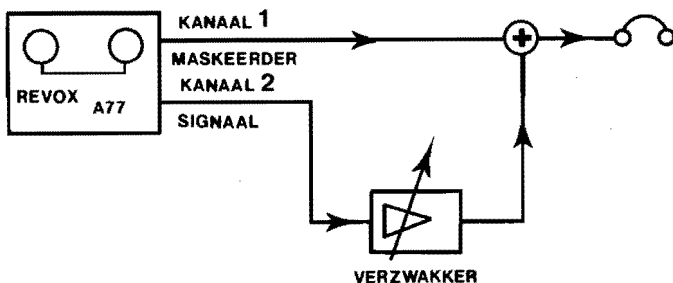 KANAAL 1
MASKEERDER
KANAAL 2
REVOX A77
SIGNAAL
+
VERZWAKKER